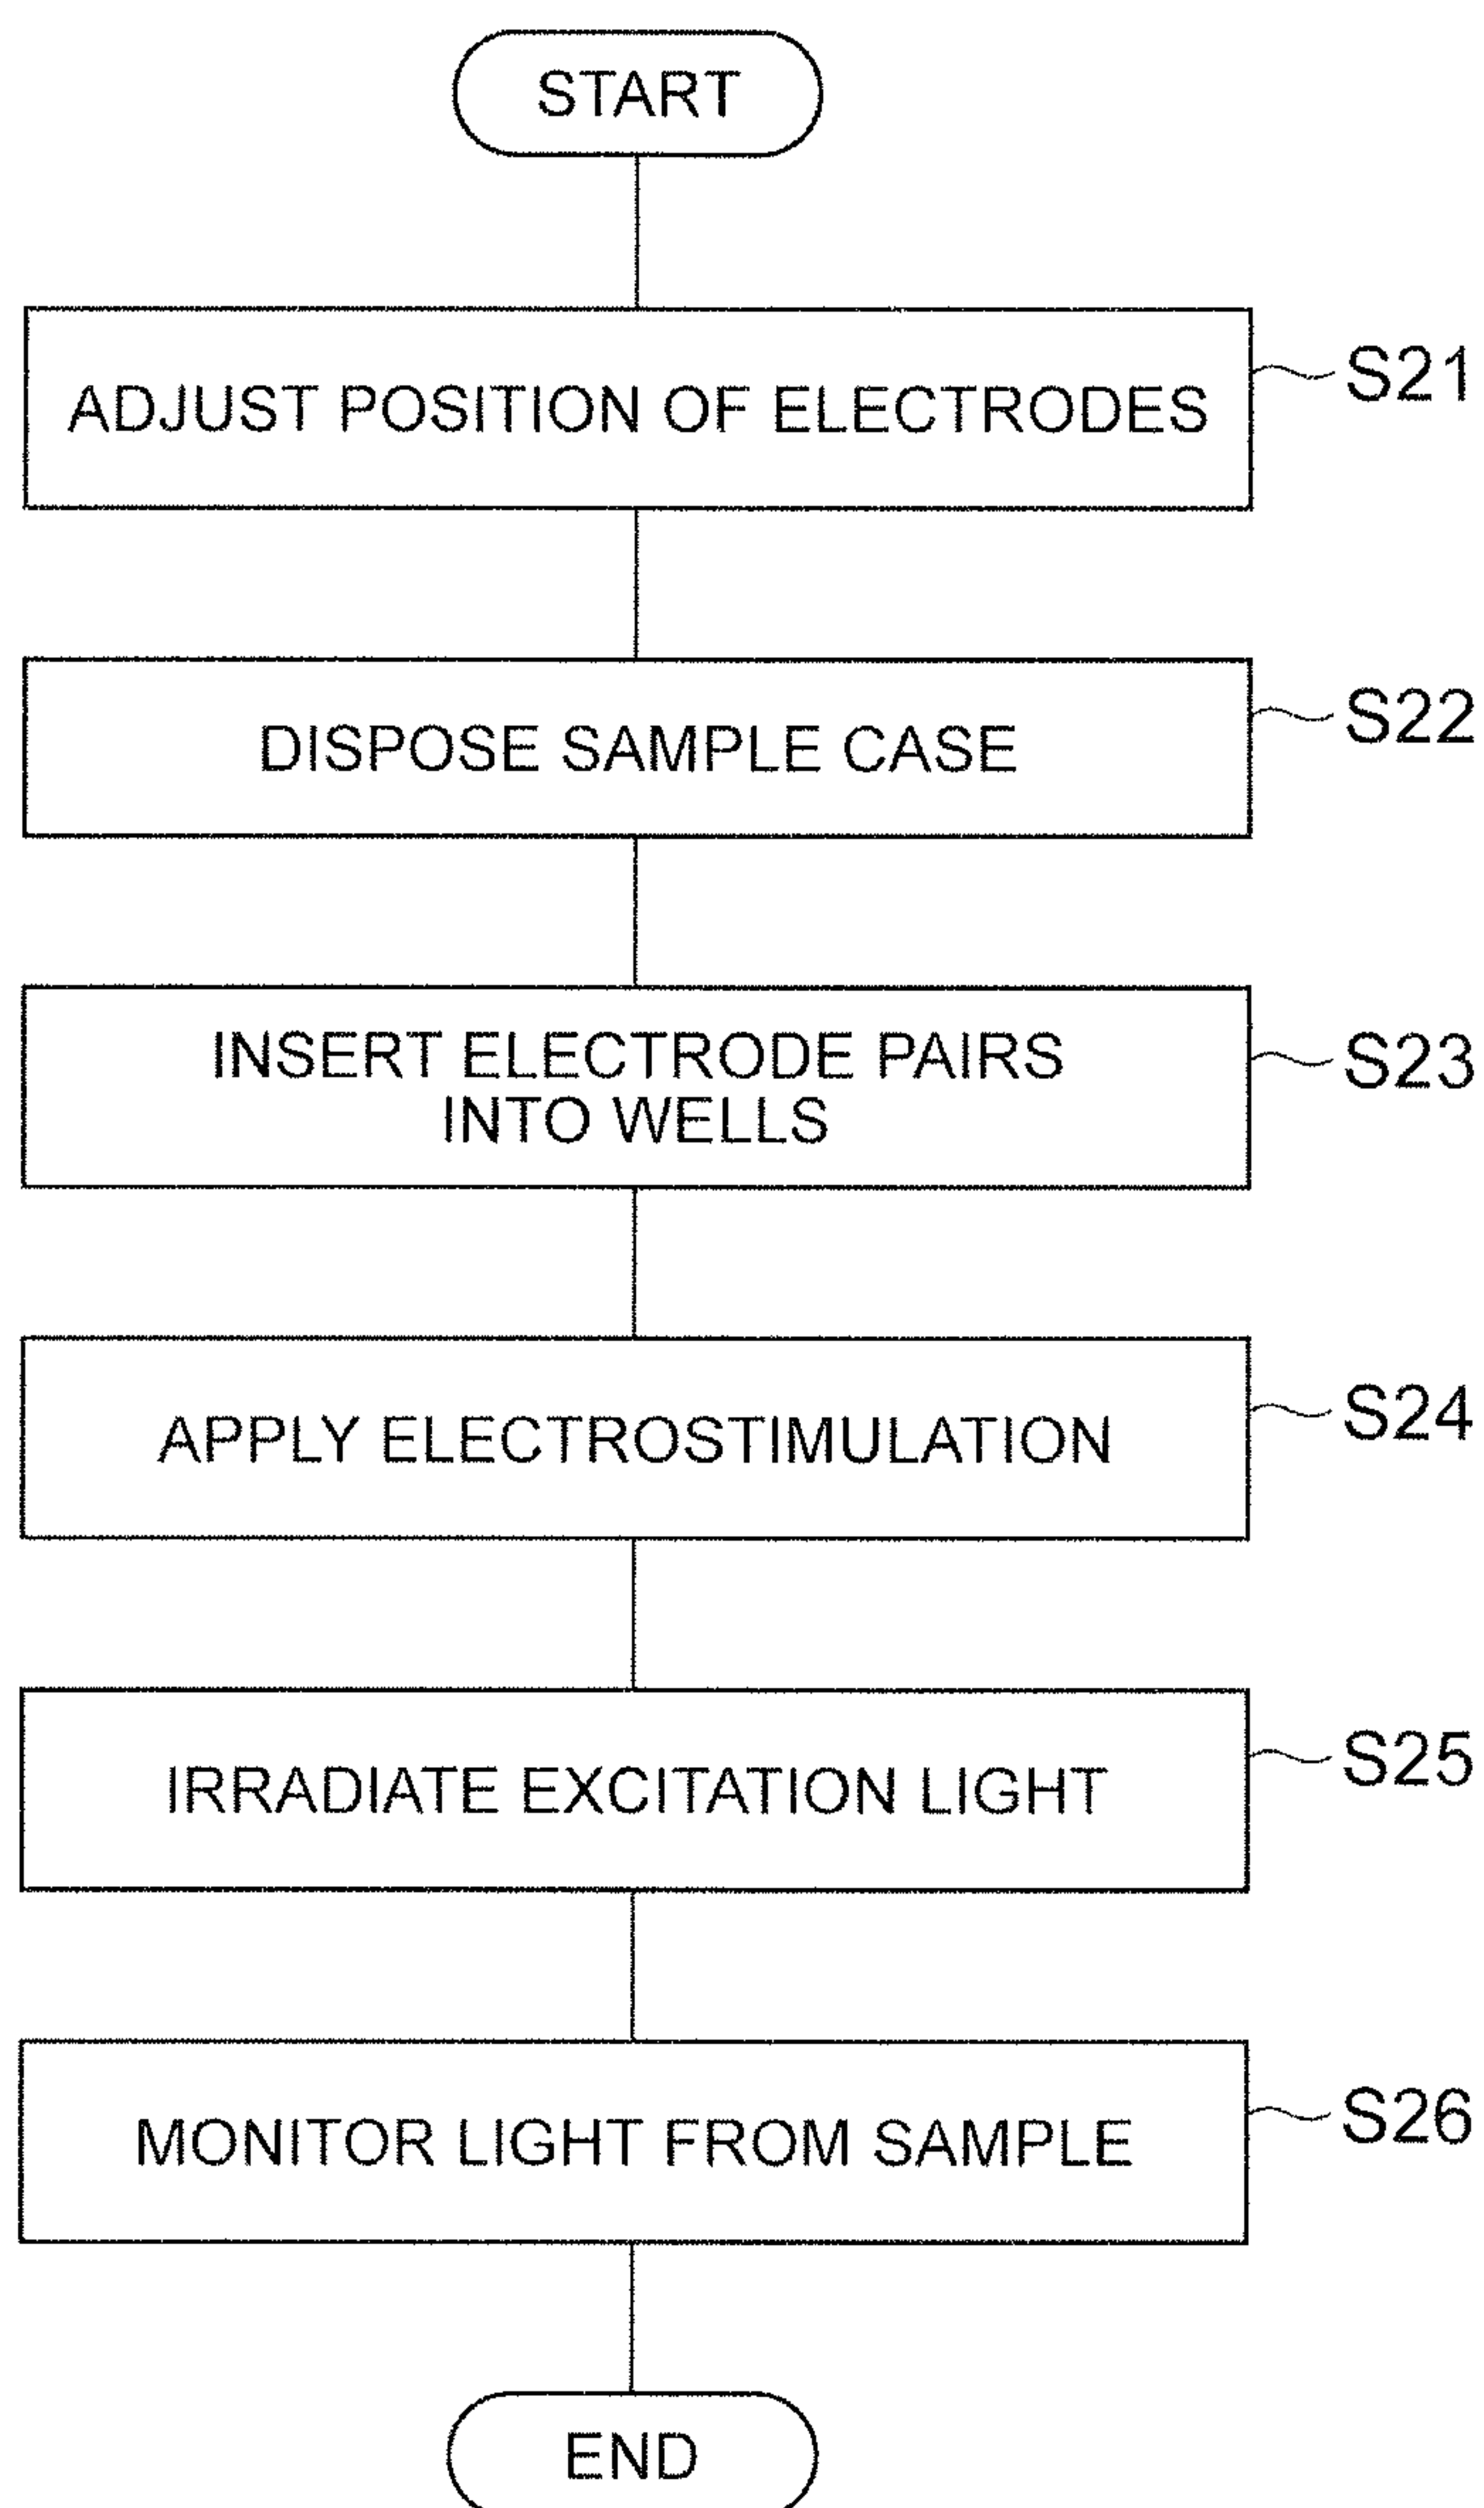 START
ADJUST POSITION OF ELECTRODES
S21
DISPOSE SAMPLE CASE
S22
INSERT ELECTRODE PAIRS
INTO WELLS
S23
APPLY ELECTROSTIMULATION
S24
IRRADIATE EXCITATION LIGHT
S25
MONITOR LIGHT FROM SAMPLE
S26
END